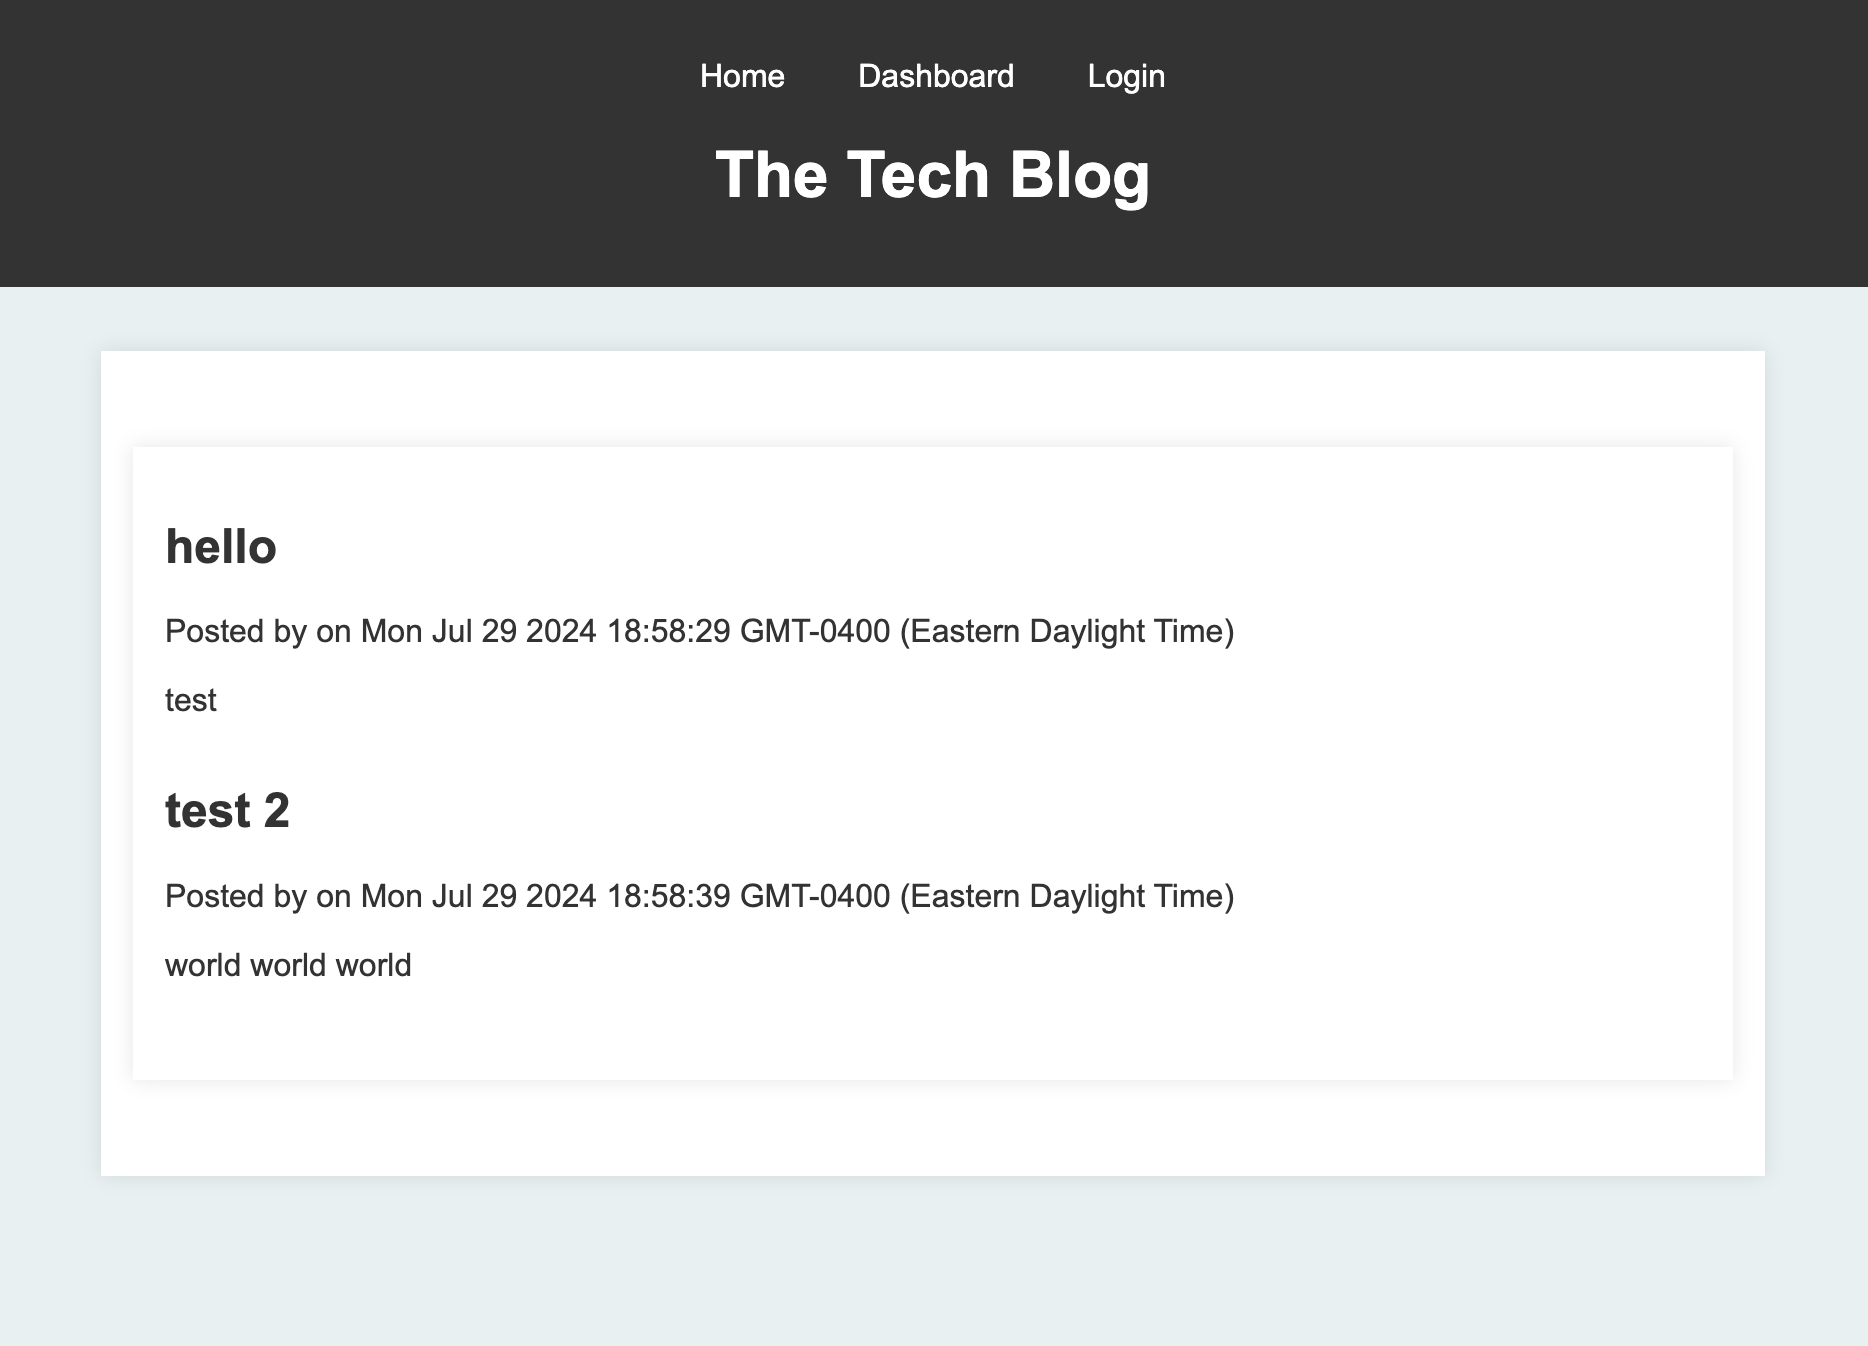 Home Dashboard Login
The Tech Blog
hello
Posted by on Mon Jul 29 2024 18:58:29 GMT-0400 (Eastern Daylight Time)
test
test 2
Posted by on Mon Jul 29 2024 18:58:39 GMT-0400 (Eastern Daylight Time)
world world world